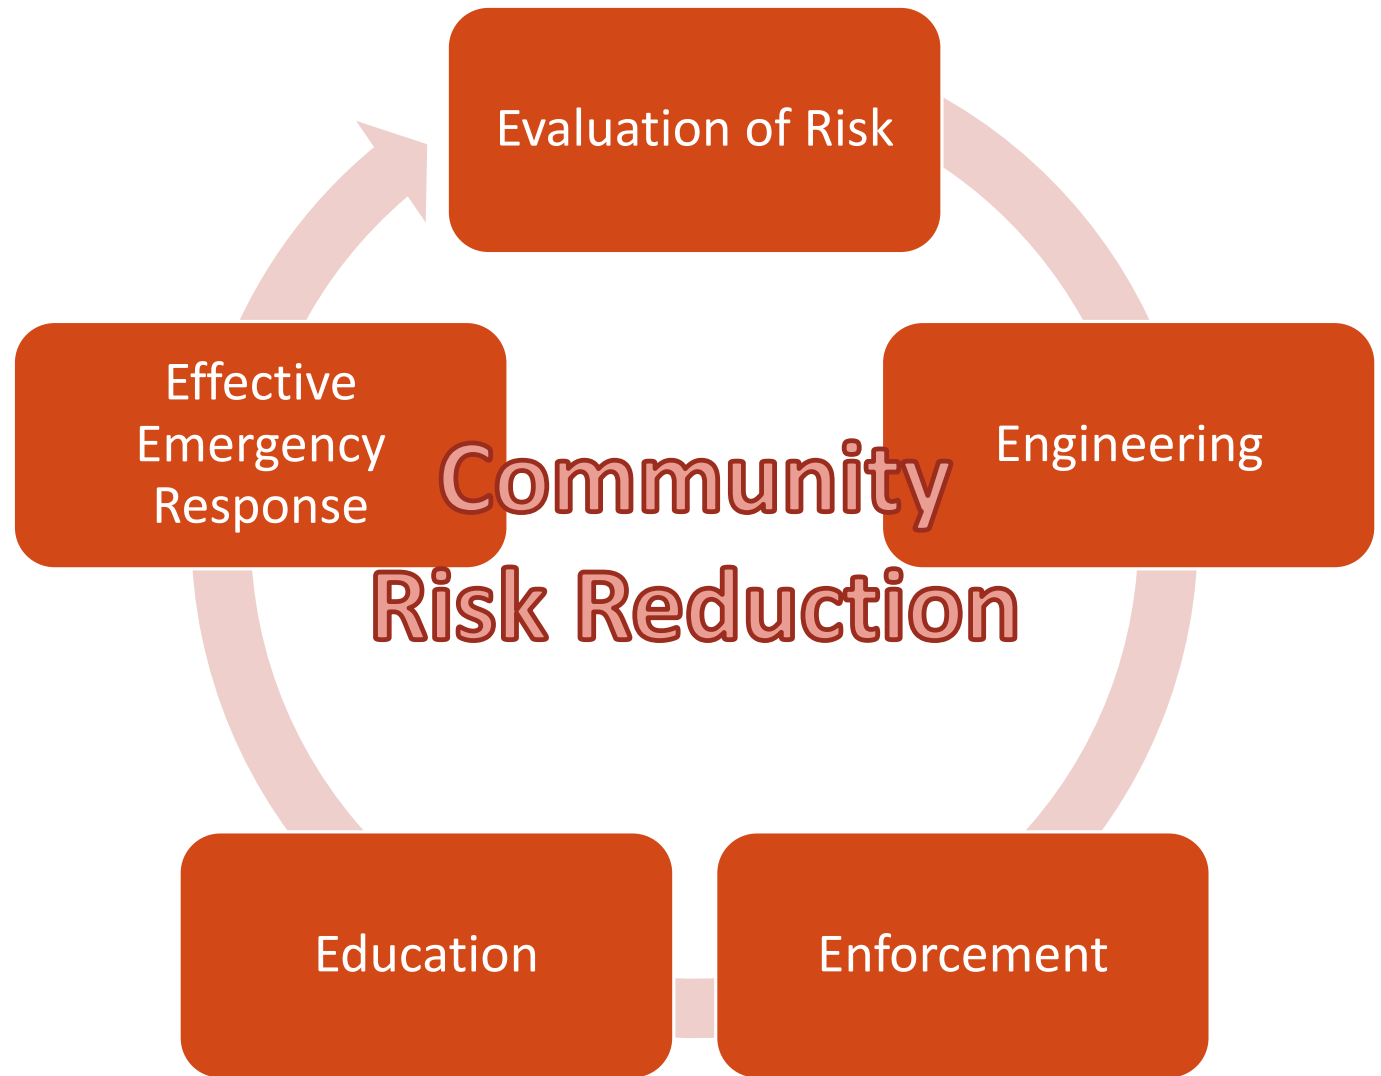 Evaluation of Risk
Engineering
Enforcement
Education
Effective
Emergency
Response
Community
Risk Reduction